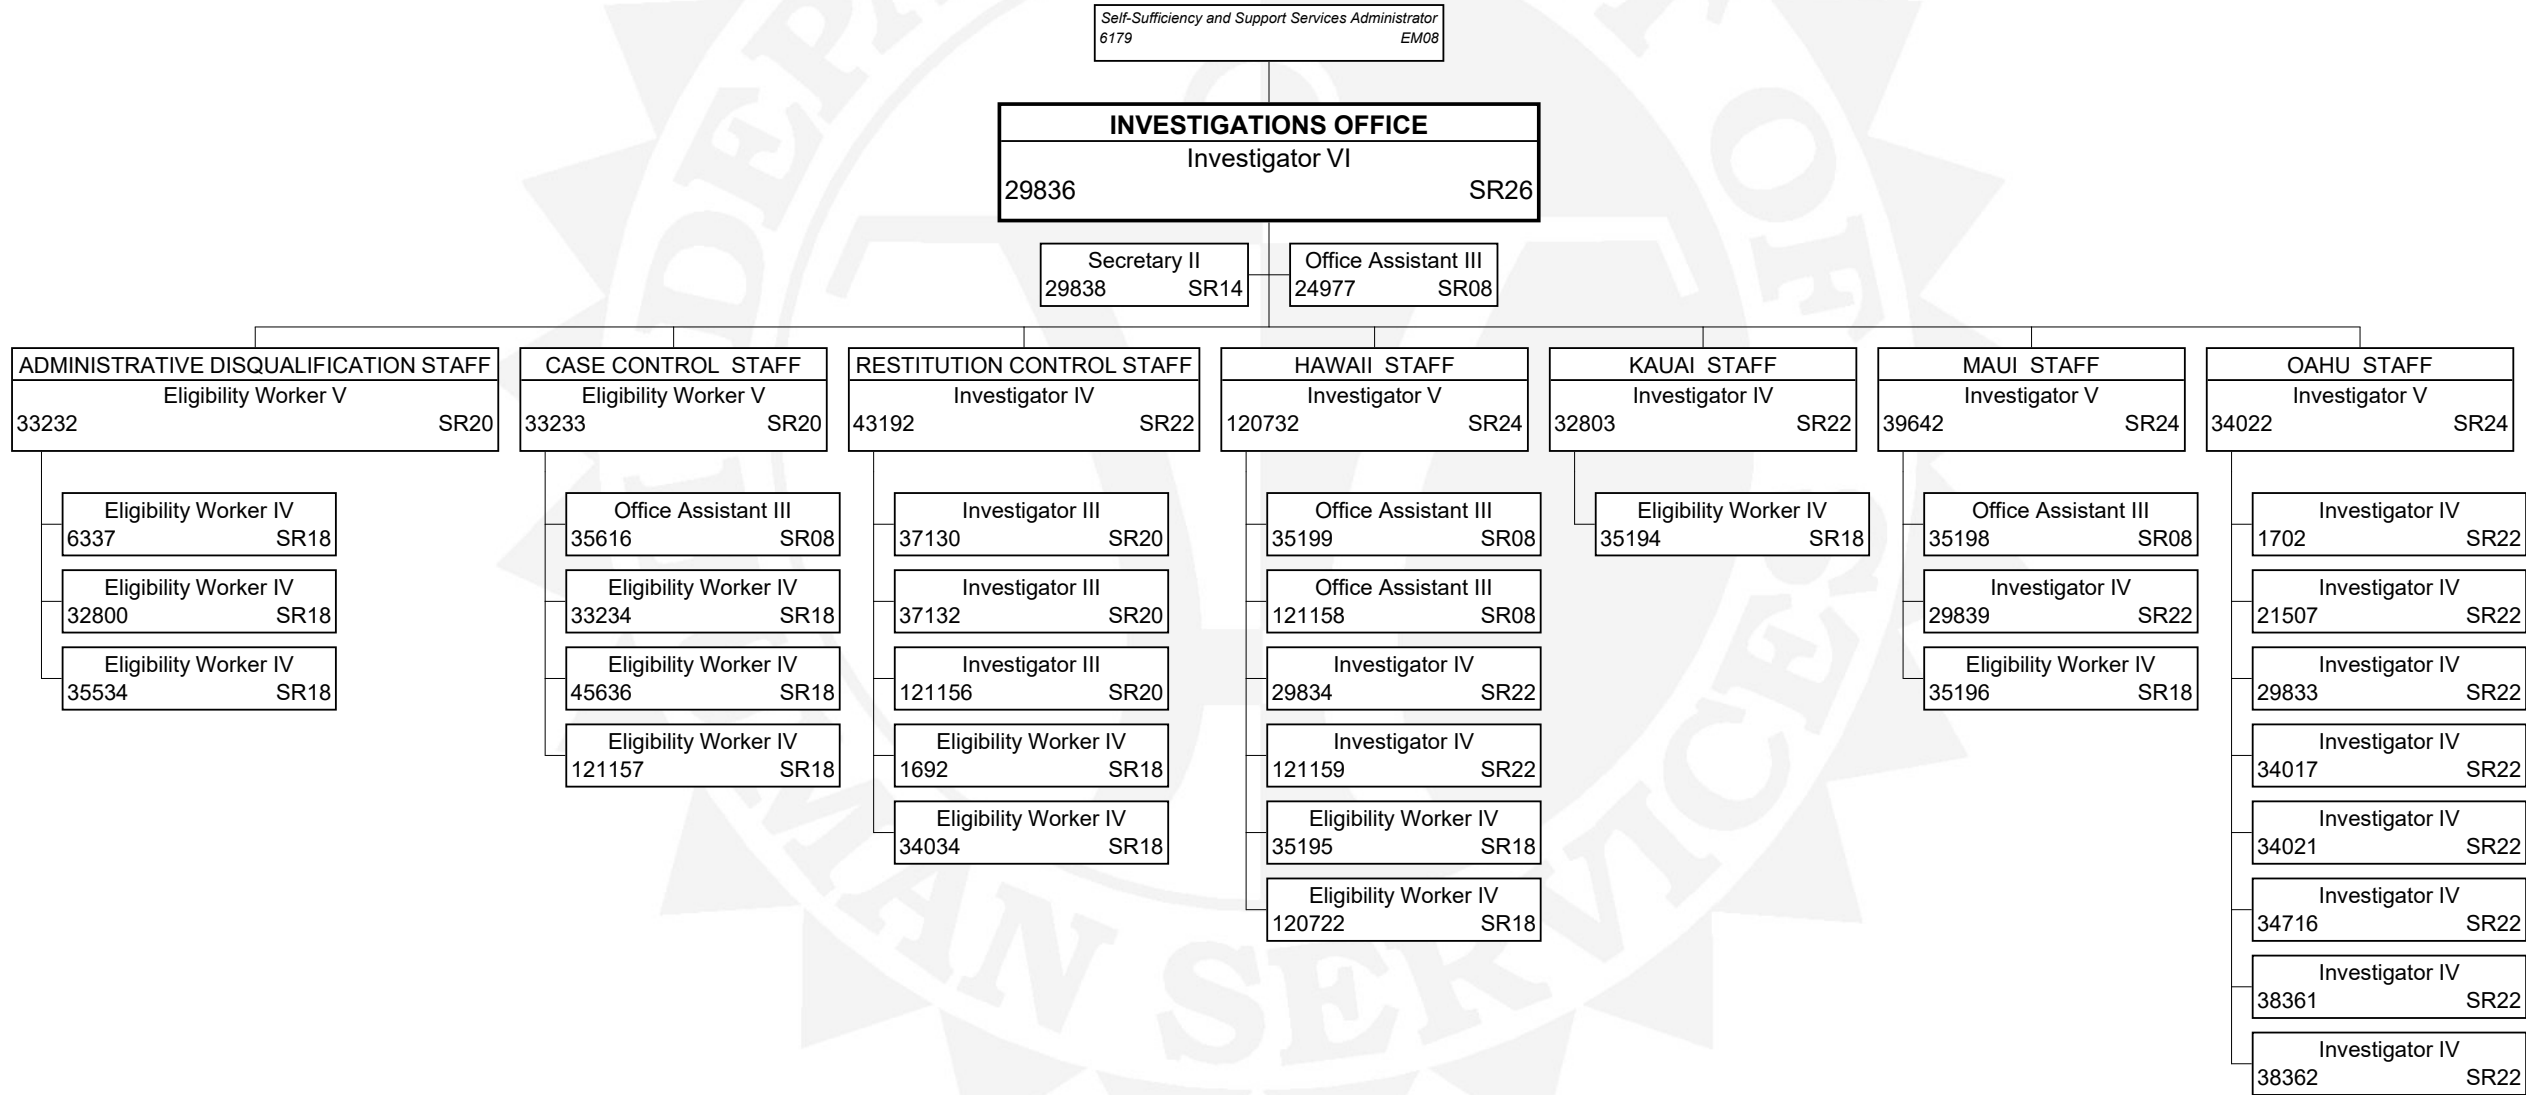 Self-Sufficiency and Support Services Administrator
6179 EM08
INVESTIGATIONS OFFICE
Investigator VI
29836 SR26
Secretary II
29838 SR14
Office Assistant III
24977 SR08
ADMINISTRATIVE DISQUALIFICATION STAFF
Eligibility Worker V
33232 SR20
Eligibility Worker IV
6337 SR18
Eligibility Worker IV
32800 SR18
Eligibility Worker IV
35534 SR18
CASE CONTROL STAFF
Eligibility Worker V
33233 SR20
Office Assistant III
35616 SR08
Eligibility Worker IV
33234 SR18
Eligibility Worker IV
45636 SR18
Eligibility Worker IV
121157 SR18
RESTITUTION CONTROL STAFF
Investigator IV
43192 SR22
Investigator III
37130 SR20
Investigator III
37132 SR20
Investigator III
121156 SR20
Eligibility Worker IV
1692 SR18
Eligibility Worker IV
34034 SR18
HAWAII STAFF
Investigator V
120732 SR24
Office Assistant III
35199 SR08
Office Assistant III
121158 SR08
Investigator IV
29834 SR22
Investigator IV
121159 SR22
Eligibility Worker IV
35195 SR18
Eligibility Worker IV
120722 SR18
KAUAI STAFF
Investigator IV
32803 SR22
Eligibility Worker IV
35194 SR18
MAUI STAFF
Investigator V
39642 SR24
Office Assistant III
35198 SR08
Investigator IV
29839 SR22
Eligibility Worker IV
35196 SR18
OAHU STAFF
Investigator V
34022 SR24
Investigator IV
1702 SR22
Investigator IV
21507 SR22
Investigator IV
29833 SR22
Investigator IV
34017 SR22
Investigator IV
34021 SR22
Investigator IV
34716 SR22
Investigator IV
38361 SR22
Investigator IV
38362 SR22